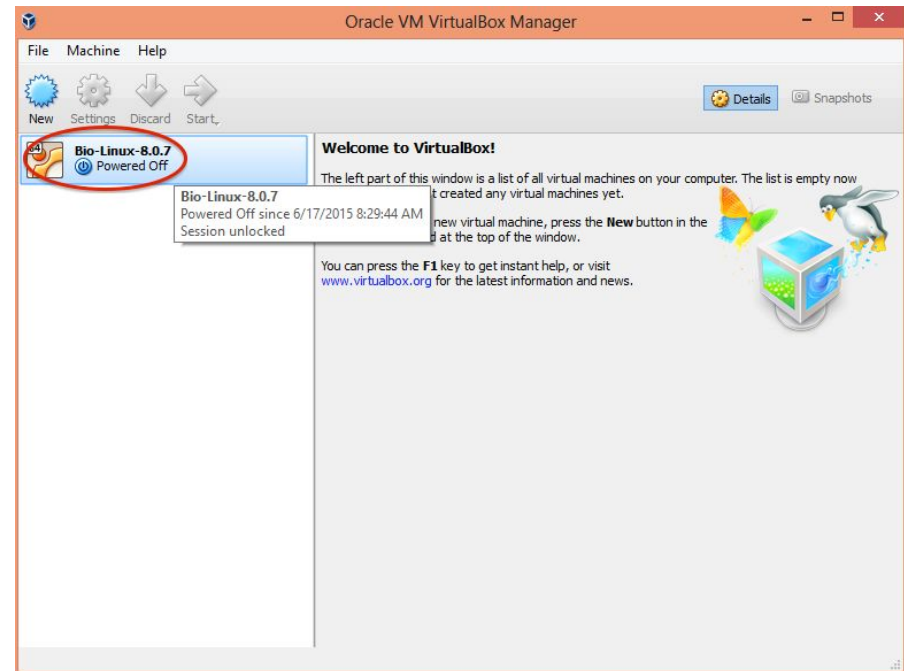 Oracle VM VirtualBox Manager
File Machine Help
New Settings Discard Start
Details Snapshots
64
Bio-Linux-8.0.7
Powered Off
Bio-Linux-8.0.7
Powered Off since 6/17/2015 8:29:44 AM
Session unlocked
Welcome to VirtualBox!
The left part of this window is a list of all virtual machines on your computer. The list is empty now
t created any virtual machines yet.
new virtual machine, press the New button in the
d at the top of the window.
You can press the F1 key to get instant help, or visit
www.virtualbox.org for the latest information and news.